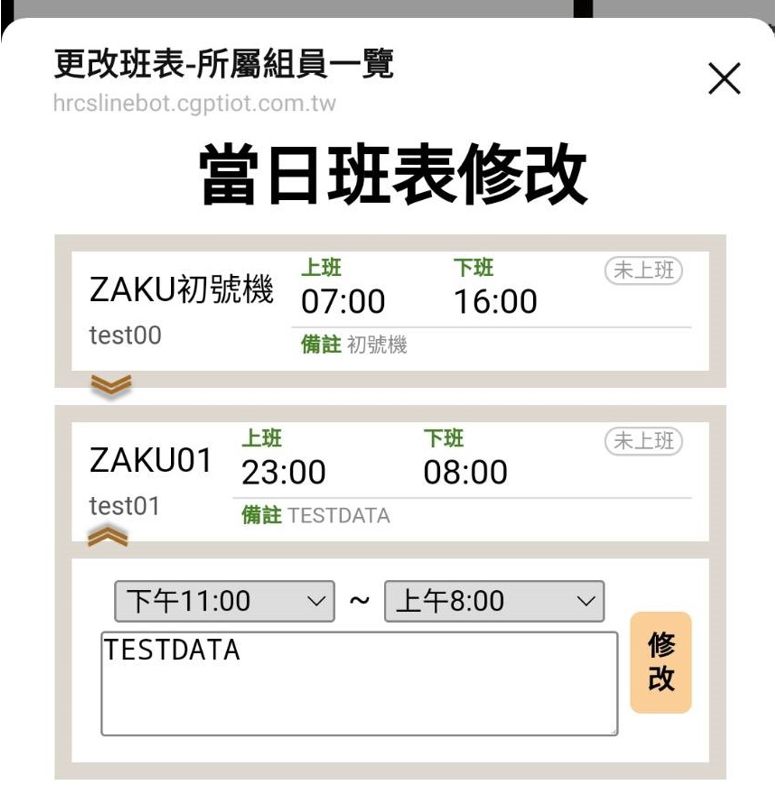 更改班表-所屬組員一覽
hrcslinebot.cgptiot.com.tw
當日班表修改
ZAKU初號機
test00
上班
07:00
下班
16:00
未上班
備註 初號機
ZAKU01
test01
上班
23:00
下班
08:00
未上班
備註 TESTDATA
下午11:00 ~ 上午8:00
TESTDATA
修
改